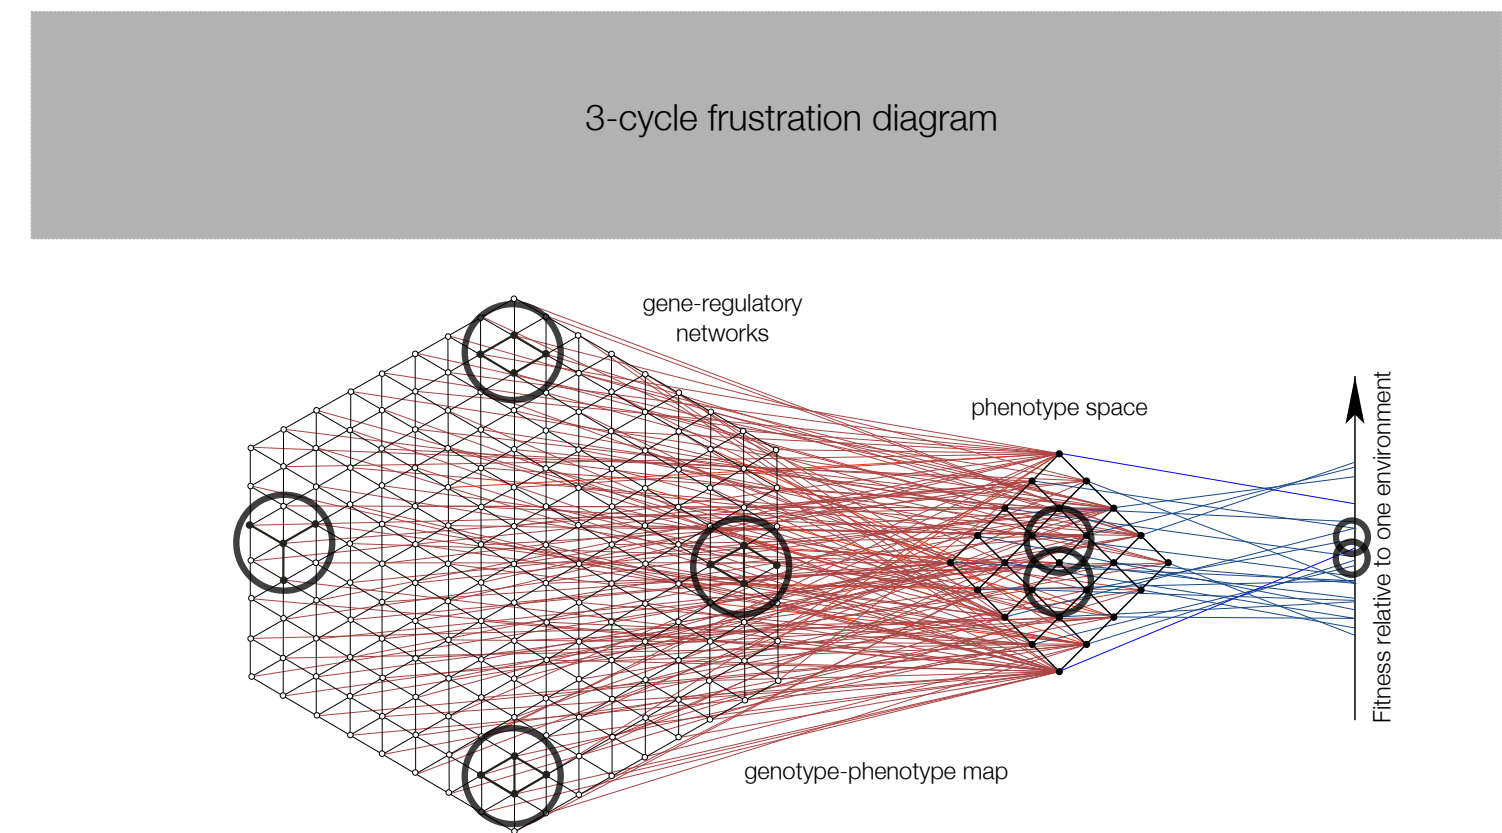 3-cycle frustration diagram
gene-regulatory
networks
phenotype space
Fitness relative to one environment
genotype-phenotype map